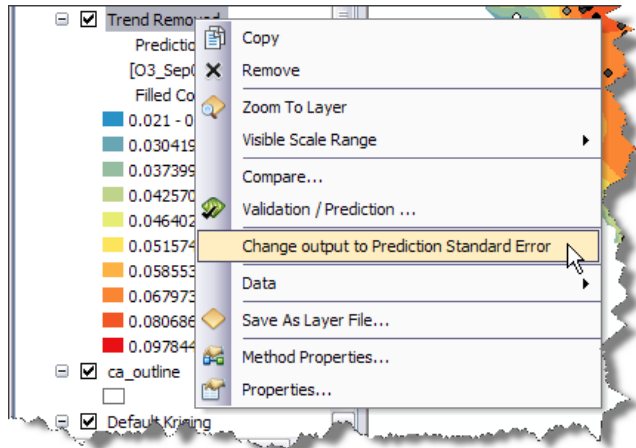 Trend Removed
Predictio
[O3_Sep0
Filled Co
0.021 - 0
0.030419
0.037399
0.042570
0.046402
0.051574
0.058553
0.067973
0.080686
0.097844
ca_outline
Default Kriging
Copy
Remove
Zoom To Layer
Visible Scale Range
Compare...
Validation / Prediction ...
Change output to Prediction Standard Error
Data
Save As Layer File...
Method Properties...
Properties...